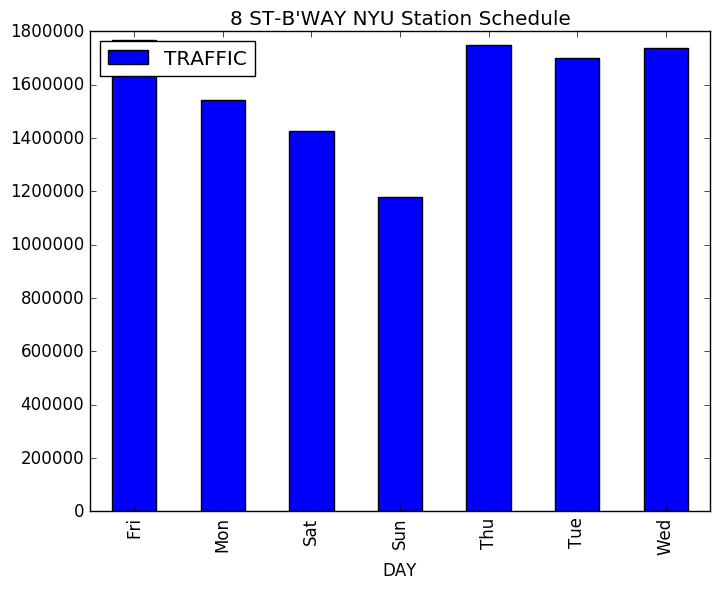 8 ST-B'WAY NYU Station Schedule
TRAFFIC
1800000
1600000
1400000
1200000
1000000
800000
600000
400000
200000
0
Fri
Mon
Sat
Sun
Thu
Tue
Wed
DAY